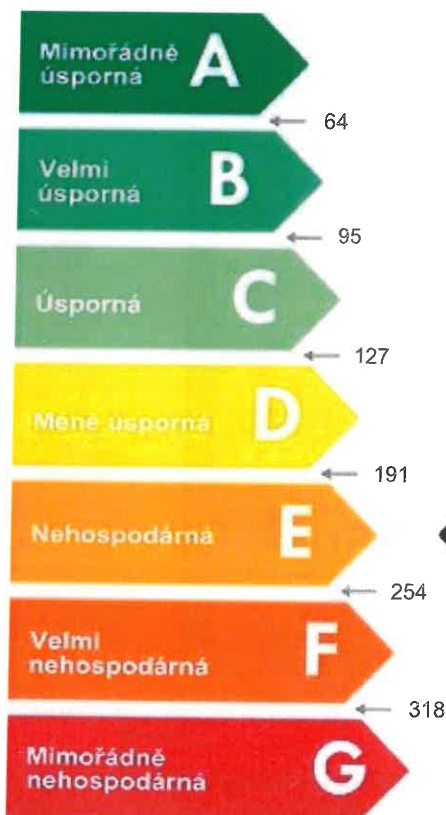 Mimořádně
úsporná
A
64
Velmi
úsporná
B
95
Úsporná
C
127
Méně úsporná
D
191
Nehospodárná
E
254
Velmi
nehospodárná
F
318
Mimořádně
nehospodárná
G